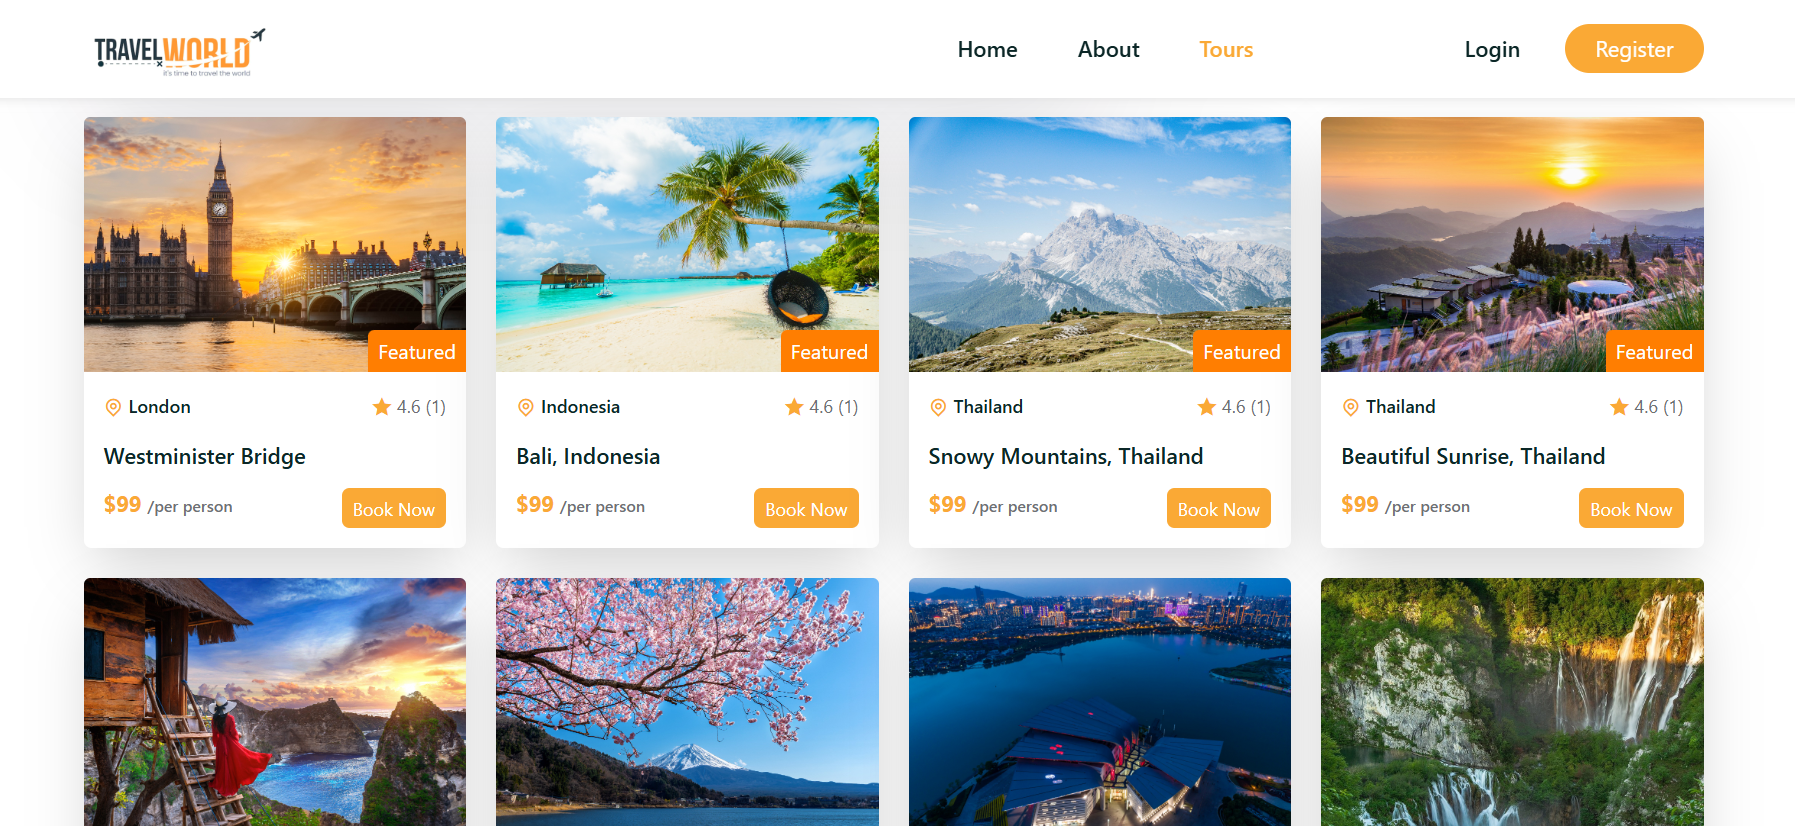 TRAVELWORLD
it's time to travel the world
Home
About
Tours
Login
Register
Featured
Featured
Featured
Featured
London
4.6 (1)
Indonesia
4.6 (1)
Thailand
4.6 (1)
Thailand
4.6 (1)
Westminister Bridge
Bali, Indonesia
Snowy Mountains, Thailand
Beautiful Sunrise, Thailand
$99 /per person
Book Now
$99 /per person
Book Now
$99 /per person
Book Now
$99 /per person
Book Now